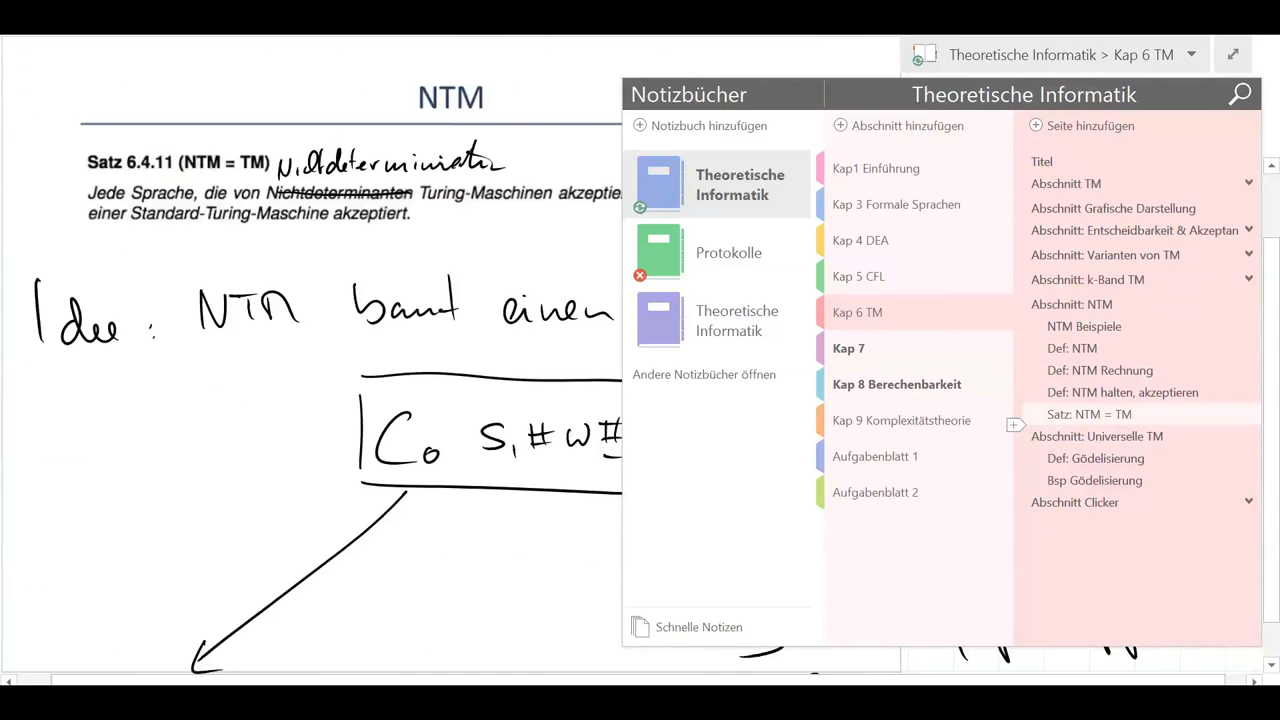 NTM
Satz 6.4.11 (NTM = TM) Nichtdeterministic
Jede Sprache, die von Nichtdeterminanten Turing-Maschinen akzeptie
einer Standard-Turing-Maschine akzeptiert.
Idee: NTM baut einen
C0 s, # w #
Theoretische Informatik > Kap 6 TM
Notizbücher
Notizbuch hinzufügen
Theoretische
Informatik
Protokolle
Theoretische
Informatik
Andere Notizbücher öffnen
Schnelle Notizen
Theoretische Informatik
Abschnitt hinzufügen
Kap1 Einführung
Kap 3 Formale Sprachen
Kap 4 DEA
Kap 5 CFL
Kap 6 TM
Kap 7
Kap 8 Berechenbarkeit
Kap 9 Komplexitätstheorie
Aufgabenblatt 1
Aufgabenblatt 2
Seite hinzufügen
Titel
Abschnitt TM
Abschnitt Grafische Darstellung
Abschnitt: Entscheidbarkeit & Akzeptan
Abschnitt: Varianten von TM
Abschnitt: k-Band TM
Abschnitt: NTM
NTM Beispiele
Def: NTM
Def: NTM Rechnung
Def: NTM halten, akzeptieren
Satz: NTM = TM
Abschnitt: Universelle TM
Def: Gödelisierung
Bsp Gödelisierung
Abschnitt Clicker